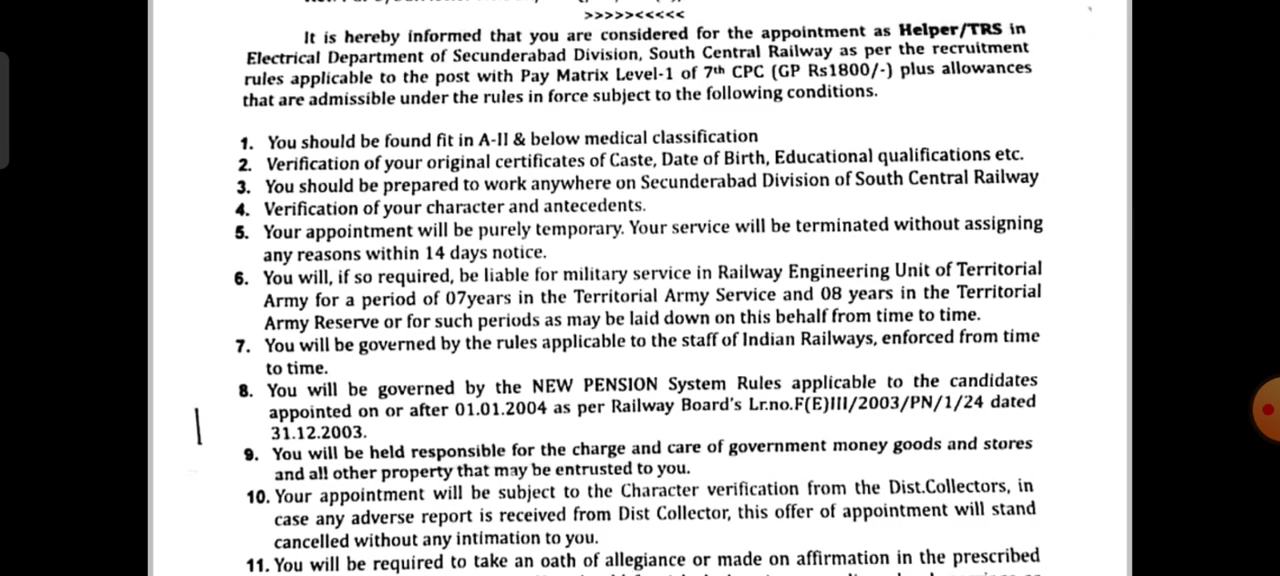 >>>>><<<<<
It is hereby informed that you are considered for the appointment as Helper/TRS in
Electrical Department of Secunderabad Division, South Central Railway as per the recruitment
rules applicable to the post with Pay Matrix Level-1 of 7th CPC (GP Rs1800/-) plus allowances
that are admissible under the rules in force subject to the following conditions.
1. You should be found fit in A-II & below medical classification
2. Verification of your original certificates of Caste, Date of Birth, Educational qualifications etc.
3. You should be prepared to work anywhere on Secunderabad Division of South Central Railway
4. Verification of your character and antecedents.
5. Your appointment will be purely temporary. Your service will be terminated without assigning
any reasons within 14 days notice.
6. You will, if so required, be liable for military service in Railway Engineering Unit of Territorial
Army for a period of 07years in the Territorial Army Service and 08 years in the Territorial
Army Reserve or for such periods as may be laid down on this behalf from time to time.
7. You will be governed by the rules applicable to the staff of Indian Railways, enforced from time
to time.
8. You will be governed by the NEW PENSION System Rules applicable to the candidates
appointed on or after 01.01.2004 as per Railway Board's Lr.no.F(E)III/2003/PN/1/24 dated
31.12.2003.
9. You will be held responsible for the charge and care of government money goods and stores
and all other property that may be entrusted to you.
10. Your appointment will be subject to the Character verification from the Dist.Collectors, in
case any adverse report is received from Dist Collector, this offer of appointment will stand
cancelled without any intimation to you.
11. You will be required to take an oath of allegiance or made on affirmation in the prescribed